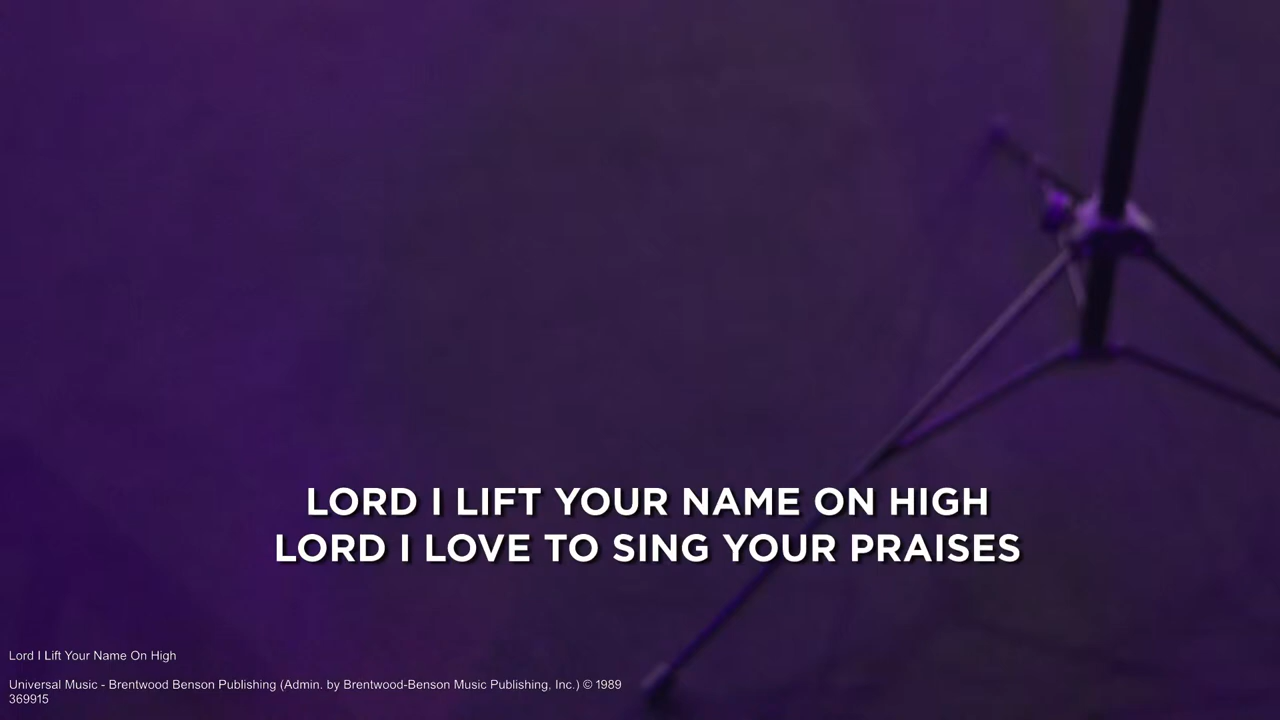 LORD I LIFT YOUR NAME ON HIGH
LORD I LOVE TO SING YOUR PRAISES
Lord I Lift Your Name On High
Universal Music - Brentwood Benson Publishing (Admin. by Brentwood-Benson Music Publishing, Inc.) © 1989
369915